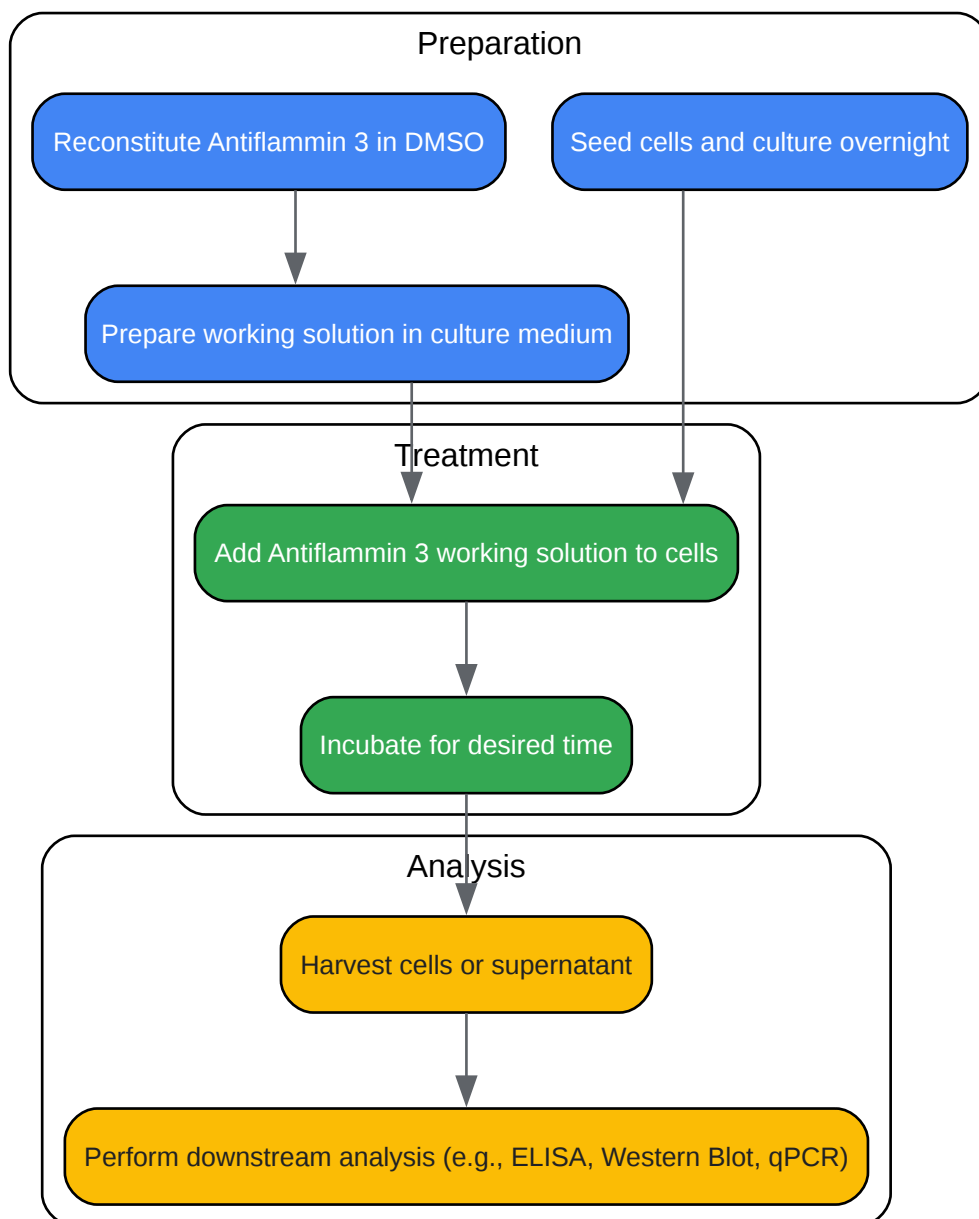 Preparation
Reconstitute Antiflammin 3 in DMSO
Seed cells and culture overnight
Prepare working solution in culture medium
Treatment
Add Antiflammin 3 working solution to cells
Incubate for desired time
Analysis
Harvest cells or supernatant
Perform downstream analysis (e.g., ELISA, Western Blot, qPCR)